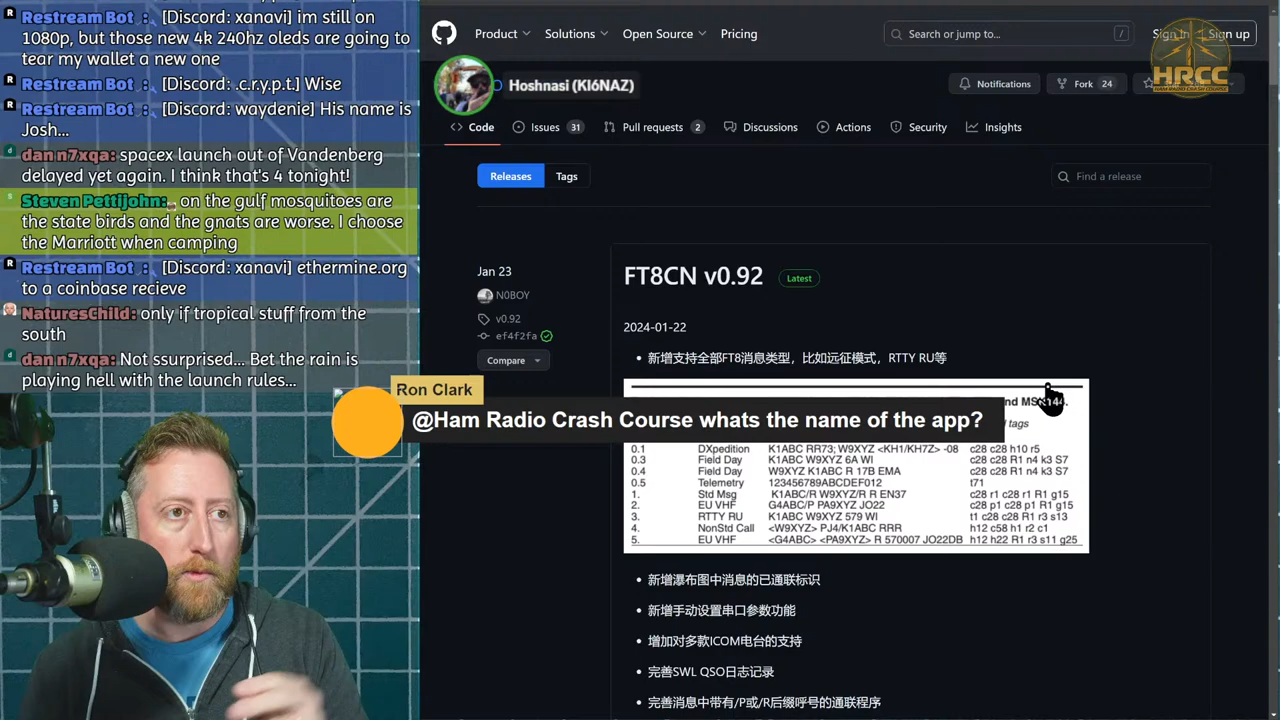 Restream Bot : [Discord: xanavi] im still on
1080p, but those new 4k 240hz oleds are going to
tear my wallet a new one
Restream Bot : [Discord: .c.r.y.p.t.] Wise
Restream Bot : [Discord: waydenie] His name is
Josh...
dan n7xqa: spacex launch out of Vandenberg
delayed yet again. I think that's 4 tonight!
Steven Pettijohn: on the gulf mosquitoes are
the state birds and the gnats are worse. I choose
the Marriott when camping
Restream Bot : [Discord: xanavi] ethermine.org
to a coinbase recieve
NaturesChild: only if tropical stuff from the
south
dan n7xqa: Not ssurprised... Bet the rain is
playing hell with the launch rules...
Product Solutions Open Source Pricing
Search or jump to... /
Sign up
HRCC
HAM RADIO CRASH COURSE
Hoshnasi (KI6NAZ)
Notifications Fork 24
Code Issues 31 Pull requests 2 Discussions Actions Security Insights
Releases Tags
Find a release
Jan 23
N0BOY
v0.92
ef4f2fa
Compare
FT8CN v0.92 Latest
2024-01-22
新增支持全部FT8消息类型，比如远征模式，RTTY RU等
Ron Clark
@Ham Radio Crash Course whats the name of the app?
tags
0.1 DXpedition K1ABC RR73; W9XYZ <KH1/KH7Z> -08 c28 c28 h10 r5
0.3 Field Day K1ABC W9XYZ 6A WI c28 c28 R1 n4 k3 S7
0.4 Field Day W9XYZ K1ABC R 17B EMA c28 c28 R1 n4 k3 S7
0.5 Telemetry 123456789ABCDEF012 t71
1. Std Msg K1ABC/R W9XYZ/R R EN37 c28 r1 c28 r1 R1 g15
2. EU VHF G4ABC/P PA9XYZ JO22 c28 p1 c28 p1 R1 g15
3. RTTY RU K1ABC W9XYZ 579 WI t1 c28 c28 R1 r3 s13
4. NonStd Call <W9XYZ> PJ4/K1ABC RRR h12 c58 h1 r2 c1
5. EU VHF <G4ABC> <PA9XYZ> R 570007 JO22DB h12 h22 R1 r3 s11 g25
新增瀑布图中消息的已通联标识
新增手动设置串口参数功能
增加对多款ICOM电台的支持
完善SWL QSO日志记录
完善消息中带有/P或/R后缀呼号的通联程序